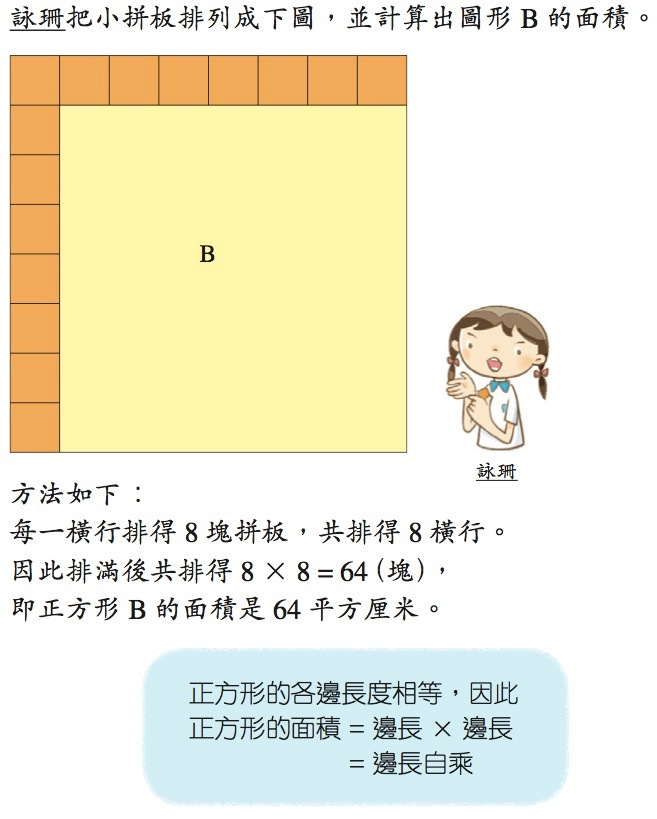 詠珊把小拼板排列成下圖，並計算出圖形 B 的面積。
B
詠珊
方法如下：
每一橫行排得 8 塊拼板，共排得 8 橫行。
因此排滿後共排得 8 × 8 = 64 (塊)，
即正方形 B 的面積是 64 平方厘米。
正方形的各邊長度相等，因此
正方形的面積 = 邊長 × 邊長
= 邊長自乘